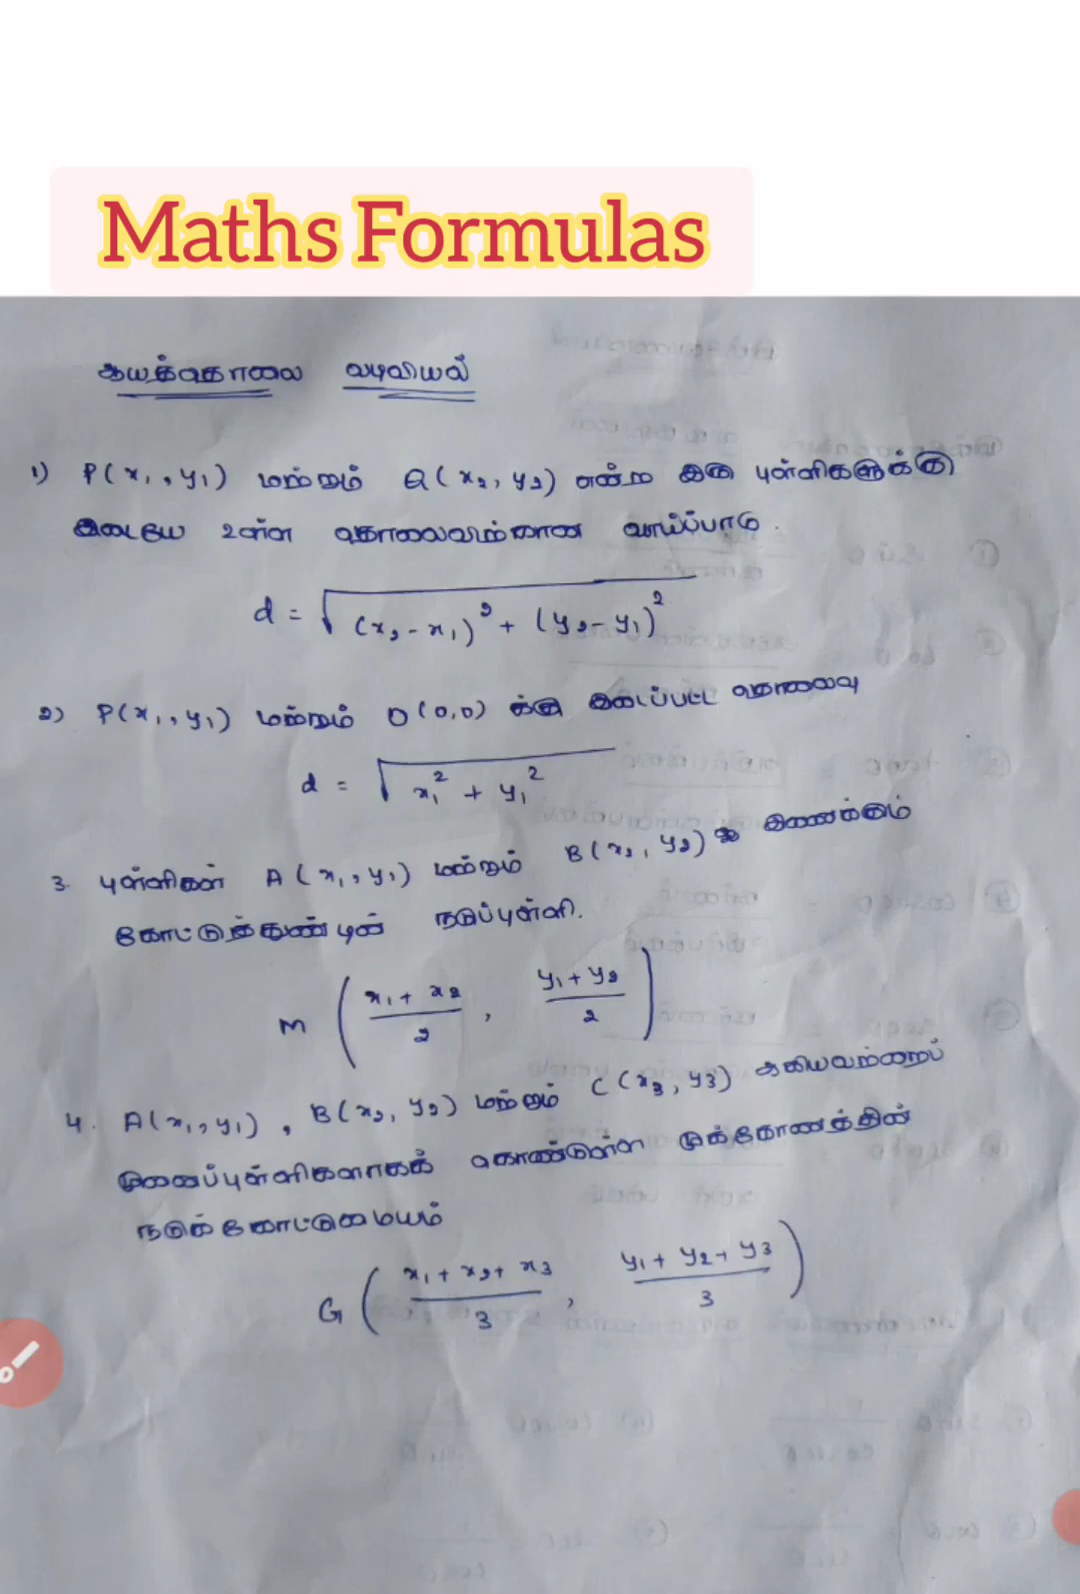 Maths Formulas
ஆயத்தொலை வடிவியல்
1) P(x₁, y₁) மற்றும் Q(x₂, y₂) என்ற இரு புள்ளிகளுக்கு
இடையே உள்ள தொலைவிற்கான வாய்ப்பாடு.
d = √((x₂-x₁)² + (y₂-y₁)²)
2) P(x₁, y₁) மற்றும் O(0,0) க்கு இடைப்பட்ட தொலைவு
d = √(x₁² + y₁²)
3. புள்ளிகள் A(x₁, y₁) மற்றும் B(x₂, y₂) ஐ இணைக்கும்
கோட்டுத்துண்டின் நடுப்புள்ளி.
m ((x₁+x₂)/2, (y₁+y₂)/2)
4. A(x₁, y₁), B(x₂, y₂) மற்றும் C(x₃, y₃) ஆகியவற்றைப்
முனைப்புள்ளிகளாகக் கொண்டுள்ள முக்கோணத்தின்
நடுக்கோட்டுமையம்
G ((x₁+x₂+x₃)/3, (y₁+y₂+y₃)/3)